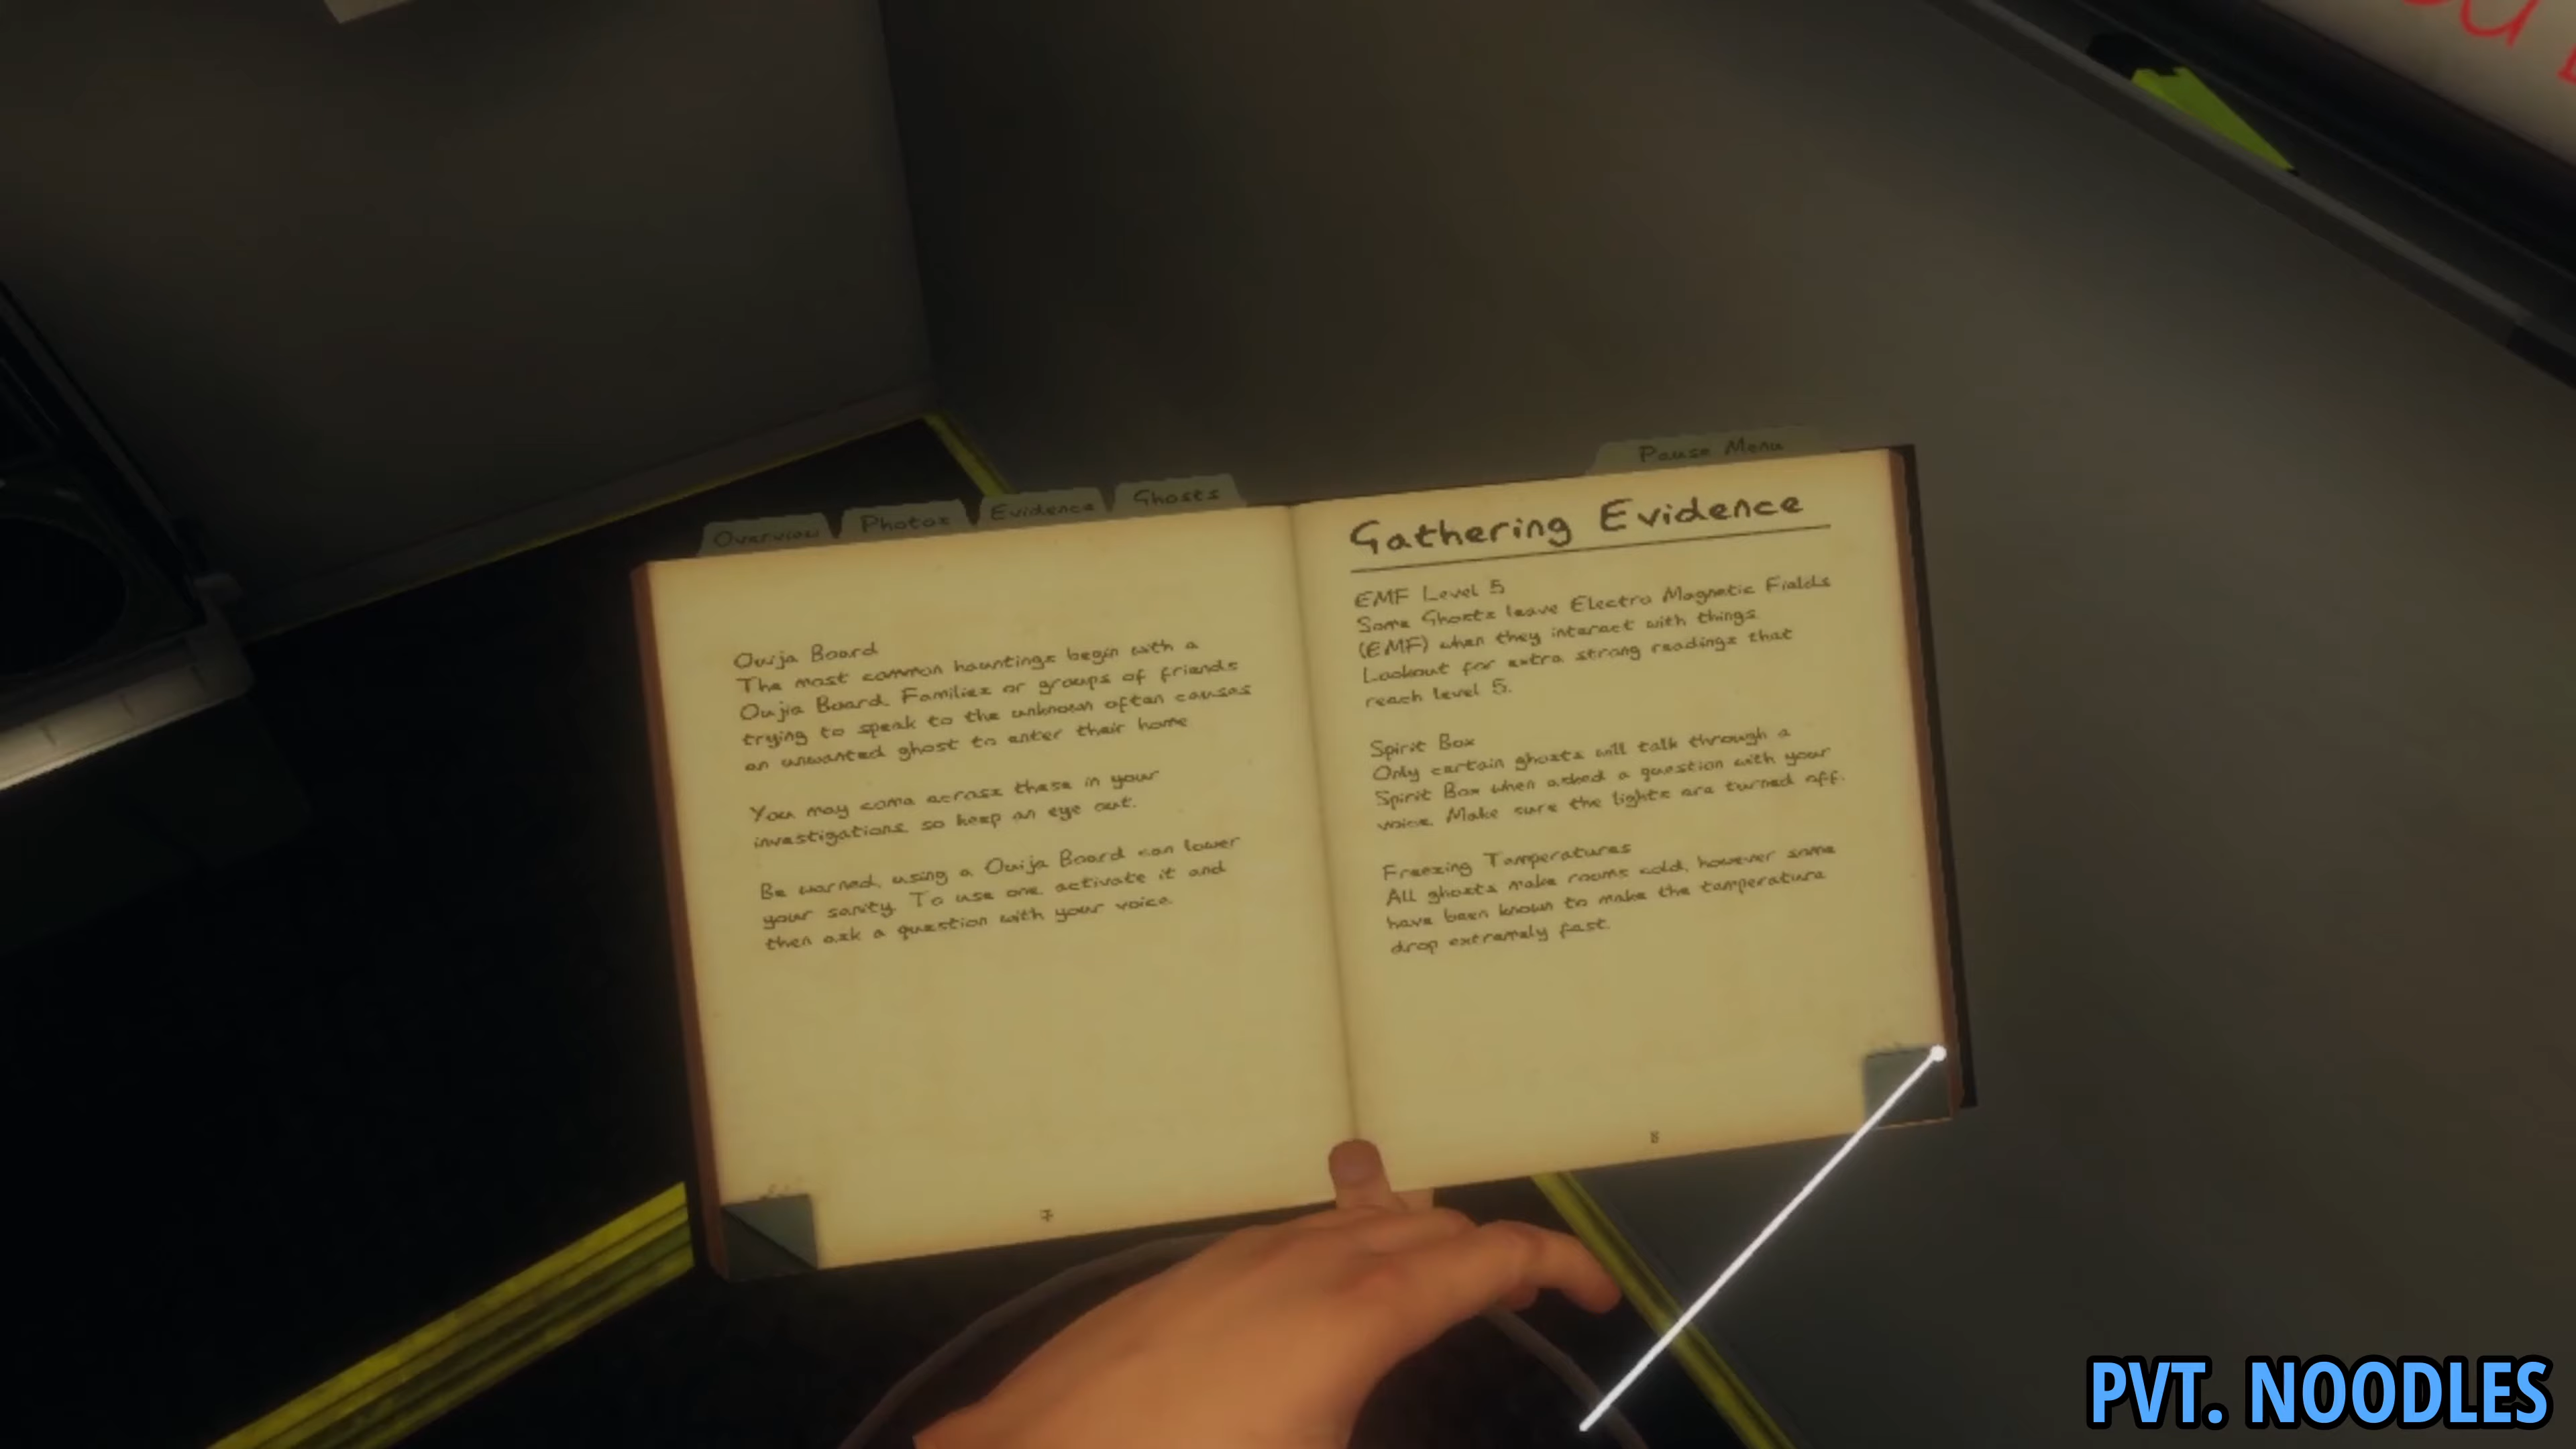 Pause Menu
Overview Photos Evidence Ghosts
Ouija Board
The most common hauntings begin with a
Oujia Board. Families or groups of friends
trying to speak to the unknown often causes
an unwanted ghost to enter their home
You may come across these in your
investigations, so keep an eye out.
Be warned, using a Ouija Board can lower
your sanity. To use one, activate it and
then ask a question with your voice.
7
Gathering Evidence
EMF Level 5
Some Ghosts leave Electro Magnetic Fields
(EMF) when they interact with things.
Lookout for extra strong readings that
reach level 5.
Spirit Box
Only certain ghosts will talk through a
Spirit Box when asked a question with your
voice. Make sure the lights are turned off.
Freezing Temperatures
All ghosts make rooms cold, however some
have been known to make the temperature
drop extremely fast.
8
PVT. NOODLES